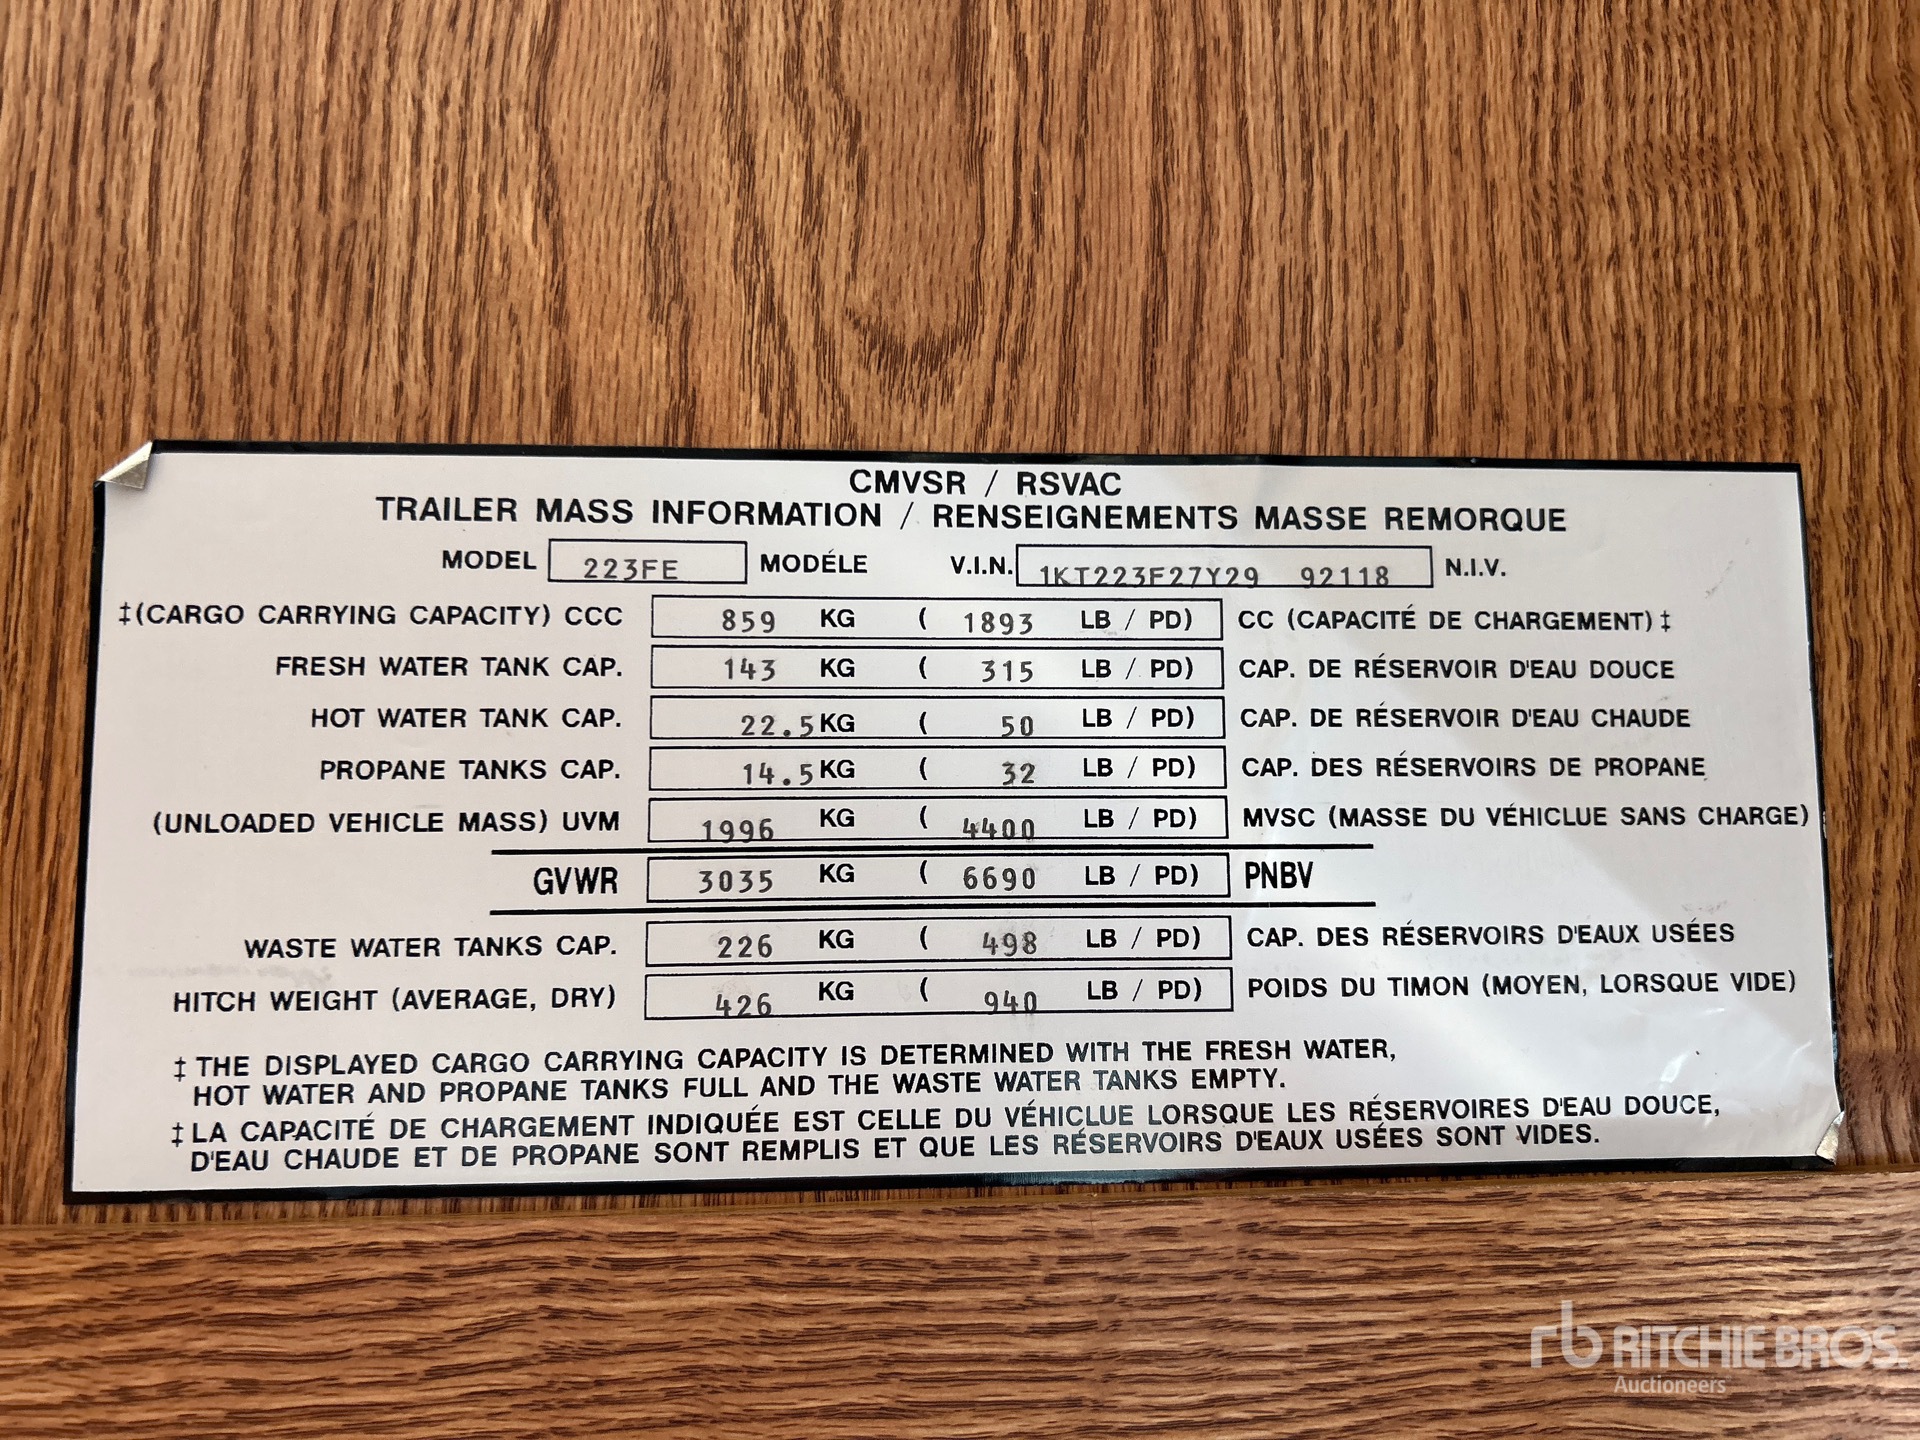 CMVSR / RSVAC
TRAILER MASS INFORMATION / RENSEIGNEMENTS MASSE REMORQUE
MODEL 223FE MODÉLE V.I.N. 1KT223F27Y29 92118 N.I.V.
‡(CARGO CARRYING CAPACITY) CCC 859 KG ( 1893 LB / PD) CC (CAPACITÉ DE CHARGEMENT)‡
FRESH WATER TANK CAP. 143 KG ( 315 LB / PD) CAP. DE RÉSERVOIR D'EAU DOUCE
HOT WATER TANK CAP. 22.5 KG ( 50 LB / PD) CAP. DE RÉSERVOIR D'EAU CHAUDE
PROPANE TANKS CAP. 14.5 KG ( 32 LB / PD) CAP. DES RÉSERVOIRS DE PROPANE
(UNLOADED VEHICLE MASS) UVM 1996 KG ( 4400 LB / PD) MVSC (MASSE DU VÉHICLUE SANS CHARGE)
GVWR 3035 KG ( 6690 LB / PD) PNBV
WASTE WATER TANKS CAP. 226 KG ( 498 LB / PD) CAP. DES RÉSERVOIRS D'EAUX USÉES
HITCH WEIGHT (AVERAGE, DRY) 426 KG ( 940 LB / PD) POIDS DU TIMON (MOYEN, LORSQUE VIDE)
‡ THE DISPLAYED CARGO CARRYING CAPACITY IS DETERMINED WITH THE FRESH WATER,
HOT WATER AND PROPANE TANKS FULL AND THE WASTE WATER TANKS EMPTY.
‡ LA CAPACITÉ DE CHARGEMENT INDIQUÉE EST CELLE DU VÉHICLUE LORSQUE LES RÉSERVOIRES D'EAU DOUCE,
D'EAU CHAUDE ET DE PROPANE SONT REMPLIS ET QUE LES RÉSERVOIRS D'EAUX USÉES SONT VIDES.
rb RITCHIE BROS.
Auctioneers